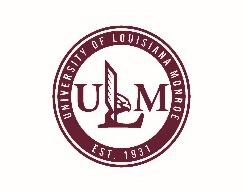 UNIVERSITY OF LOUISIANA MONROE
ULM
EST. 1931